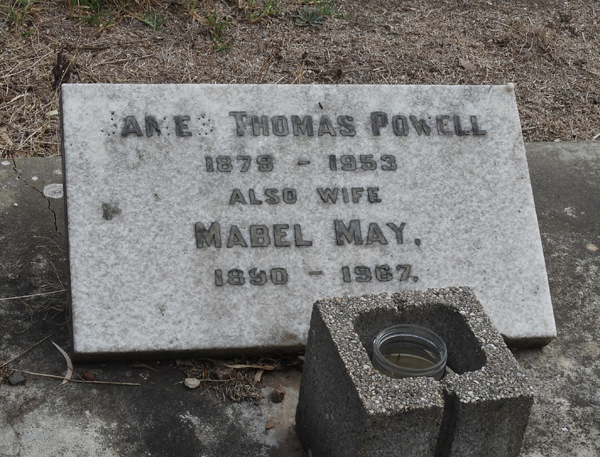 JAMES THOMAS POWELL
1879 - 1953
ALSO WIFE
MABEL MAY,
1890 - 1967.